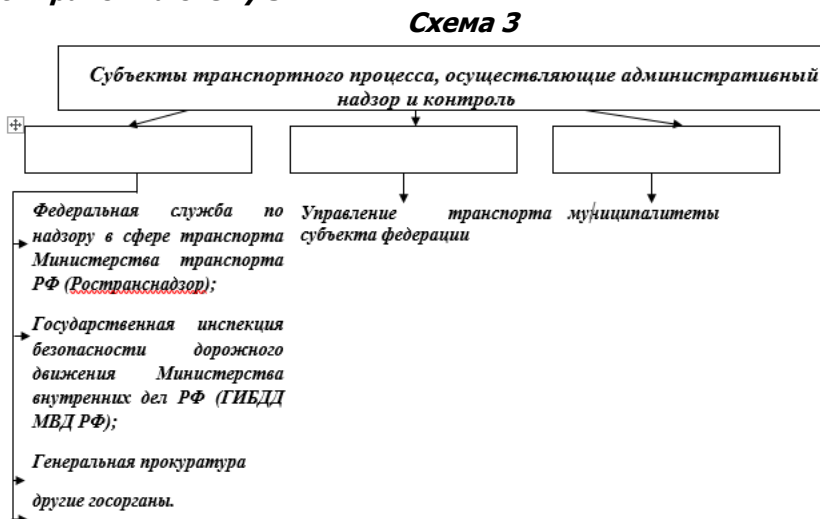 Схема 3
Субъекты транспортного процесса, осуществляющие административный
надзор и контроль
Федеральная служба по
надзору в сфере транспорта
Министерства транспорта
РФ (Ространснадзор);
Государственная инспекция
безопасности дорожного
движения Министерства
внутренних дел РФ (ГИБДД
МВД РФ);
Генеральная прокуратура
другие госорганы.
Управление транспорта
субъекта федерации
муниципалитеты